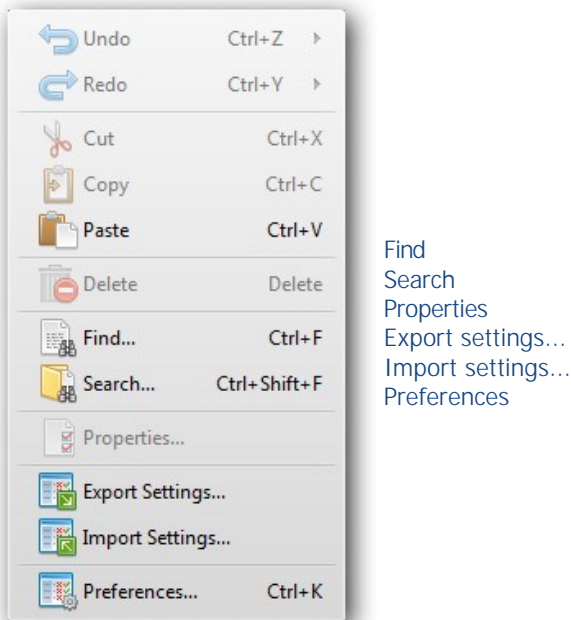 Undo Ctrl+Z
Redo Ctrl+Y
Cut Ctrl+X
Copy Ctrl+C
Paste Ctrl+V
Delete Delete
Find... Ctrl+F
Search... Ctrl+Shift+F
Properties...
Export Settings...
Import Settings...
Preferences... Ctrl+K
Find
Search
Properties
Export settings...
Import settings...
Preferences